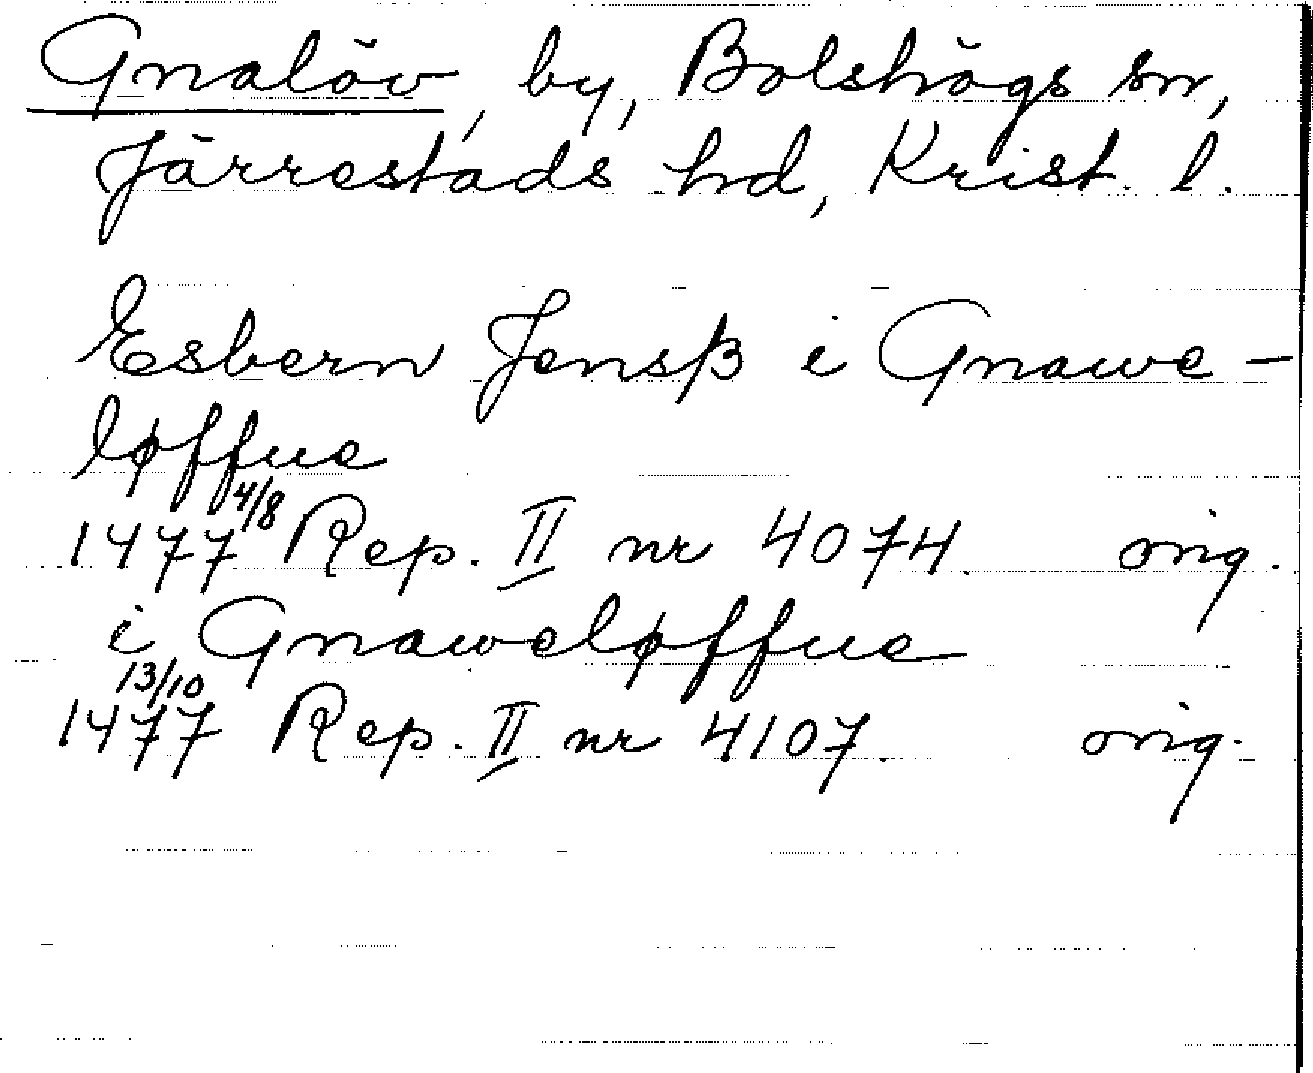 Gnalöv, by, Bolshögs sn,
Järrestads hd, Krist. l.
Esbern Jensß i Gnawe-
løffue
1477 4/8 Rep. II nr 4074. orig.
i Gnaweløffue
1477 13/10 Rep. II nr 4107. orig.